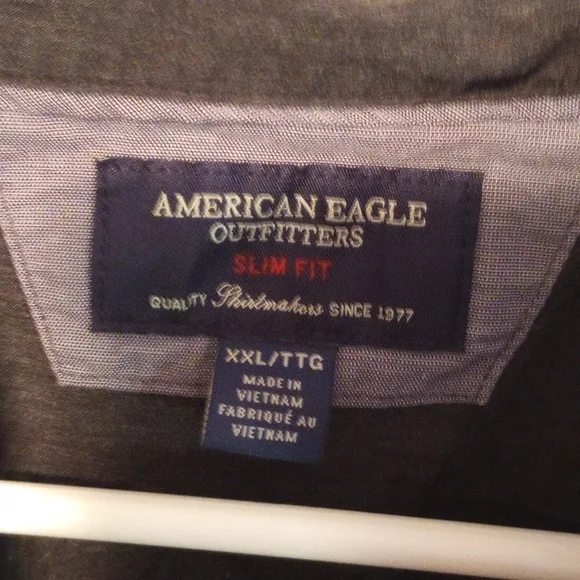 AMERICAN EAGLE
OUTFITTERS
SLIM FIT
QUALITY Shirtmakers SINCE 1977
XXL/TTG
MADE IN
VIETNAM
FABRIQUÉ AU
VIETNAM